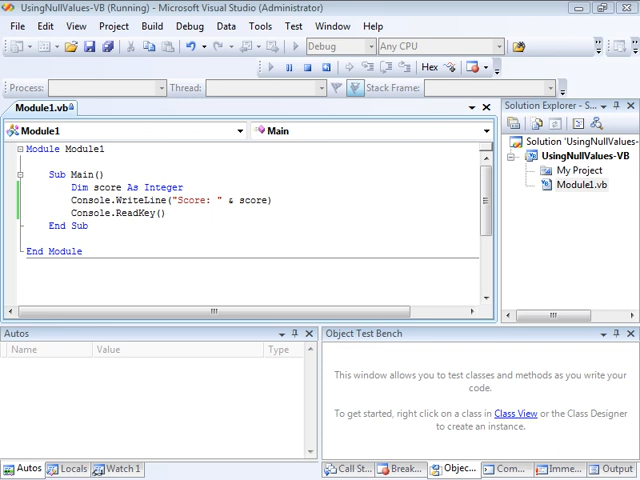 UsingNullValues-VB (Running) - Microsoft Visual Studio (Administrator)
File Edit View Project Build Debug Data Tools Test Window Help
Debug Any CPU
Hex
Process: Thread: Stack Frame:
Module1.vb
Module1 Main
Module Module1
Sub Main()
Dim score As Integer
Console.WriteLine("Score: " & score)
Console.ReadKey()
End Sub
End Module
Solution Explorer - S...
Solution 'UsingNullValues-
UsingNullValues-VB
My Project
Module1.vb
Autos
Name Value Type
Autos Locals Watch 1
Object Test Bench
This window allows you to test classes and methods as you write your
code.
To get started, right click on a class in Class View or the Class Designer
to create an instance.
Call St... Break... Objec... Com... Imme... Output